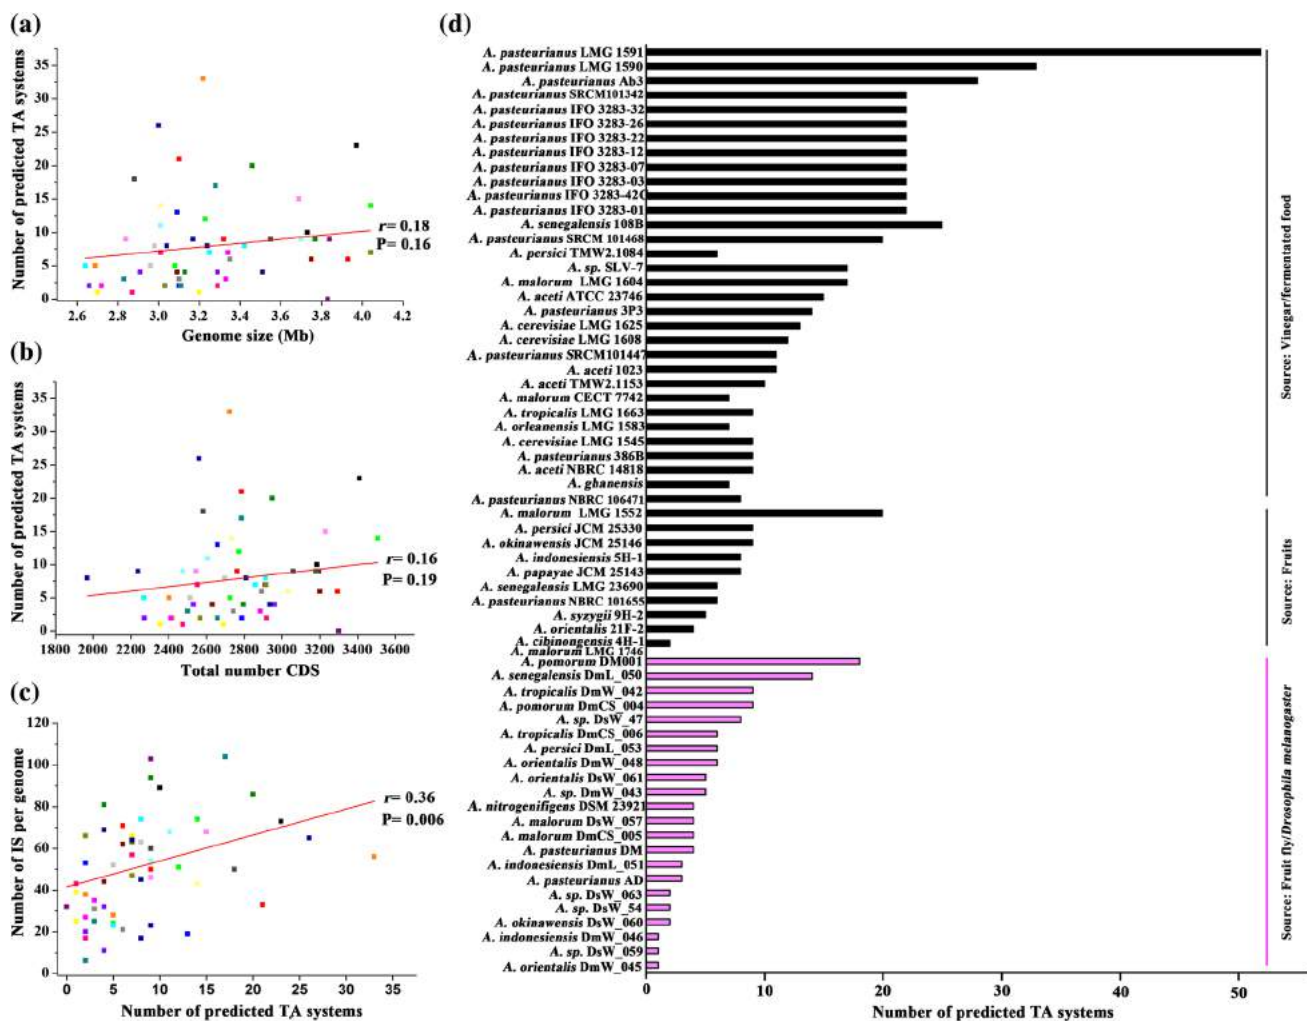 (a)
Number of predicted TA systems
35
30
25
20
15
10
5
0
r= 0.18
P= 0.16
2.6 2.8 3.0 3.2 3.4 3.6 3.8 4.0 4.2
Genome size (Mb)
(b)
Number of predicted TA systems
35
30
25
20
15
10
5
0
r= 0.16
P= 0.19
1800 2000 2200 2400 2600 2800 3000 3200 3400 3600
Total number CDS
(c)
Number of IS per genome
120
100
80
60
40
20
0
r= 0.36
P= 0.006
0 5 10 15 20 25 30 35
Number of predicted TA systems
(d)
A. pasteurianus LMG 1591
A. pasteurianus LMG 1590
A. pasteurianus Ab3
A. pasteurianus SRCM101342
A. pasteurianus IFO 3283-32
A. pasteurianus IFO 3283-26
A. pasteurianus IFO 3283-22
A. pasteurianus IFO 3283-12
A. pasteurianus IFO 3283-07
A. pasteurianus IFO 3283-03
A. pasteurianus IFO 3283-42C
A. pasteurianus IFO 3283-01
A. senegalensis 108B
A. pasteurianus SRCM 101468
A. persici TMW2.1084
A. sp. SLV-7
A. malorum LMG 1604
A. aceti ATCC 23746
A. pasteurianus 3P3
A. cerevisiae LMG 1625
A. cerevisiae LMG 1608
A. pasteurianus SRCM101447
A. aceti 1023
A. aceti TMW2.1153
A. malorum CECT 7742
A. tropicalis LMG 1663
A. orleanensis LMG 1583
A. cerevisiae LMG 1545
A. pasteurianus 386B
A. aceti NBRC 14818
A. ghanensis
A. pasteurianus NBRC 106471
A. malorum LMG 1552
A. persici JCM 25330
A. okinawensis JCM 25146
A. indonesiensis 5H-1
A. papayae JCM 25143
A. senegalensis LMG 23690
A. pasteurianus NBRC 101655
A. syzygii 9H-2
A. orientalis 21F-2
A. cibinongensis 4H-1
A. malorum LMG 1746
A. pomorum DM001
A. senegalensis DmL_050
A. tropicalis DmW_042
A. pomorum DmCS_004
A. sp. DsW_47
A. tropicalis DmCS_006
A. persici DmL_053
A. orientalis DmW_048
A. orientalis DsW_061
A. sp. DmW_043
A. nitrogenifigens DSM 23921
A. malorum DsW_057
A. malorum DmCS_005
A. pasteurianus DM
A. indonesiensis DmL_051
A. pasteurianus AD
A. sp. DsW_063
A. sp. DsW_54
A. okinawensis DsW_060
A. indonesiensis DmW_046
A. sp. DsW_059
A. orientalis DmW_045
0 10 20 30 40 50
Number of predicted TA systems
Source: Vinegar/fermentated food
Source: Fruits
Source: Fruit fly/Drosophila melanogaster